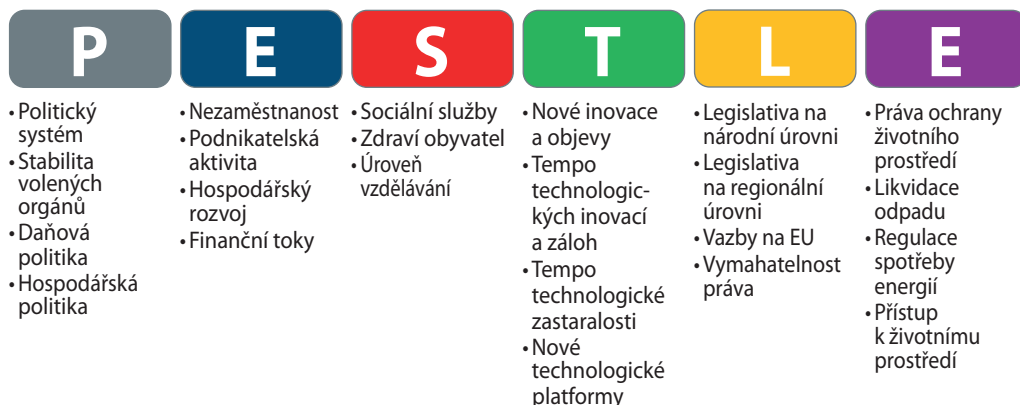 P
• Politický
systém
• Stabilita
volených
orgánů
• Daňová
politika
• Hospodářská
politika
E
• Nezaměstnanost
• Podnikatelská
aktivita
• Hospodářský
rozvoj
• Finanční toky
S
• Sociální služby
• Zdraví obyvatel
• Úroveň
vzdělávání
T
• Nové inovace
a objevy
• Tempo
technologic-
kých inovací
a záloh
• Tempo
technologické
zastaralosti
• Nové
technologické
platformy
L
• Legislativa na
národní úrovni
• Legislativa
na regionální
úrovni
• Vazby na EU
• Vymahatelnost
práva
E
• Práva ochrany
životního
prostředí
• Likvidace
odpadu
• Regulace
spotřeby
energií
• Přístup
k životnímu
prostředí